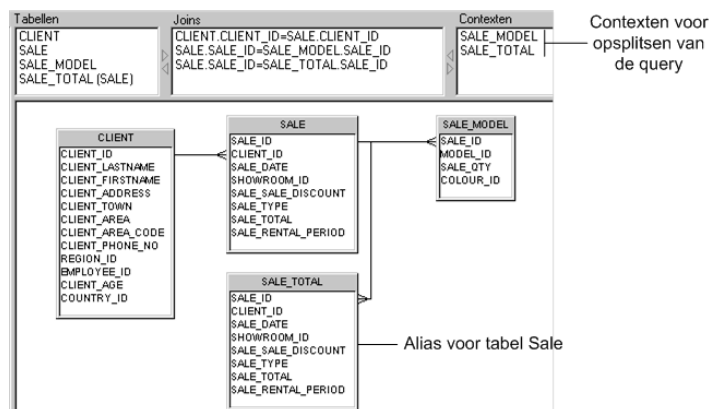 Tabellen
Joins
Contexten
CLIENT
SALE
SALE_MODEL
SALE_TOTAL (SALE)
CLIENT.CLIENT_ID=SALE.CLIENT_ID
SALE.SALE_ID=SALE_MODEL.SALE_ID
SALE.SALE_ID=SALE_TOTAL.SALE_ID
SALE_MODEL
SALE_TOTAL
Contexten voor
opsplitsen van
de query
CLIENT
CLIENT_ID
CLIENT_LASTNAME
CLIENT_FIRSTNAME
CLIENT_ADDRESS
CLIENT_TOWN
CLIENT_AREA
CLIENT_AREA_CODE
CLIENT_PHONE_NO
REGION_ID
EMPLOYEE_ID
CLIENT_AGE
COUNTRY_ID
SALE
SALE_ID
CLIENT_ID
SALE_DATE
SHOWROOM_ID
SALE_SALE_DISCOUNT
SALE_TYPE
SALE_TOTAL
SALE_RENTAL_PERIOD
SALE_MODEL
SALE_ID
MODEL_ID
SALE_QTY
COLOUR_ID
SALE_TOTAL
SALE_ID
CLIENT_ID
SALE_DATE
SHOWROOM_ID
SALE_SALE_DISCOUNT
SALE_TYPE
SALE_TOTAL
SALE_RENTAL_PERIOD
Alias voor tabel Sale